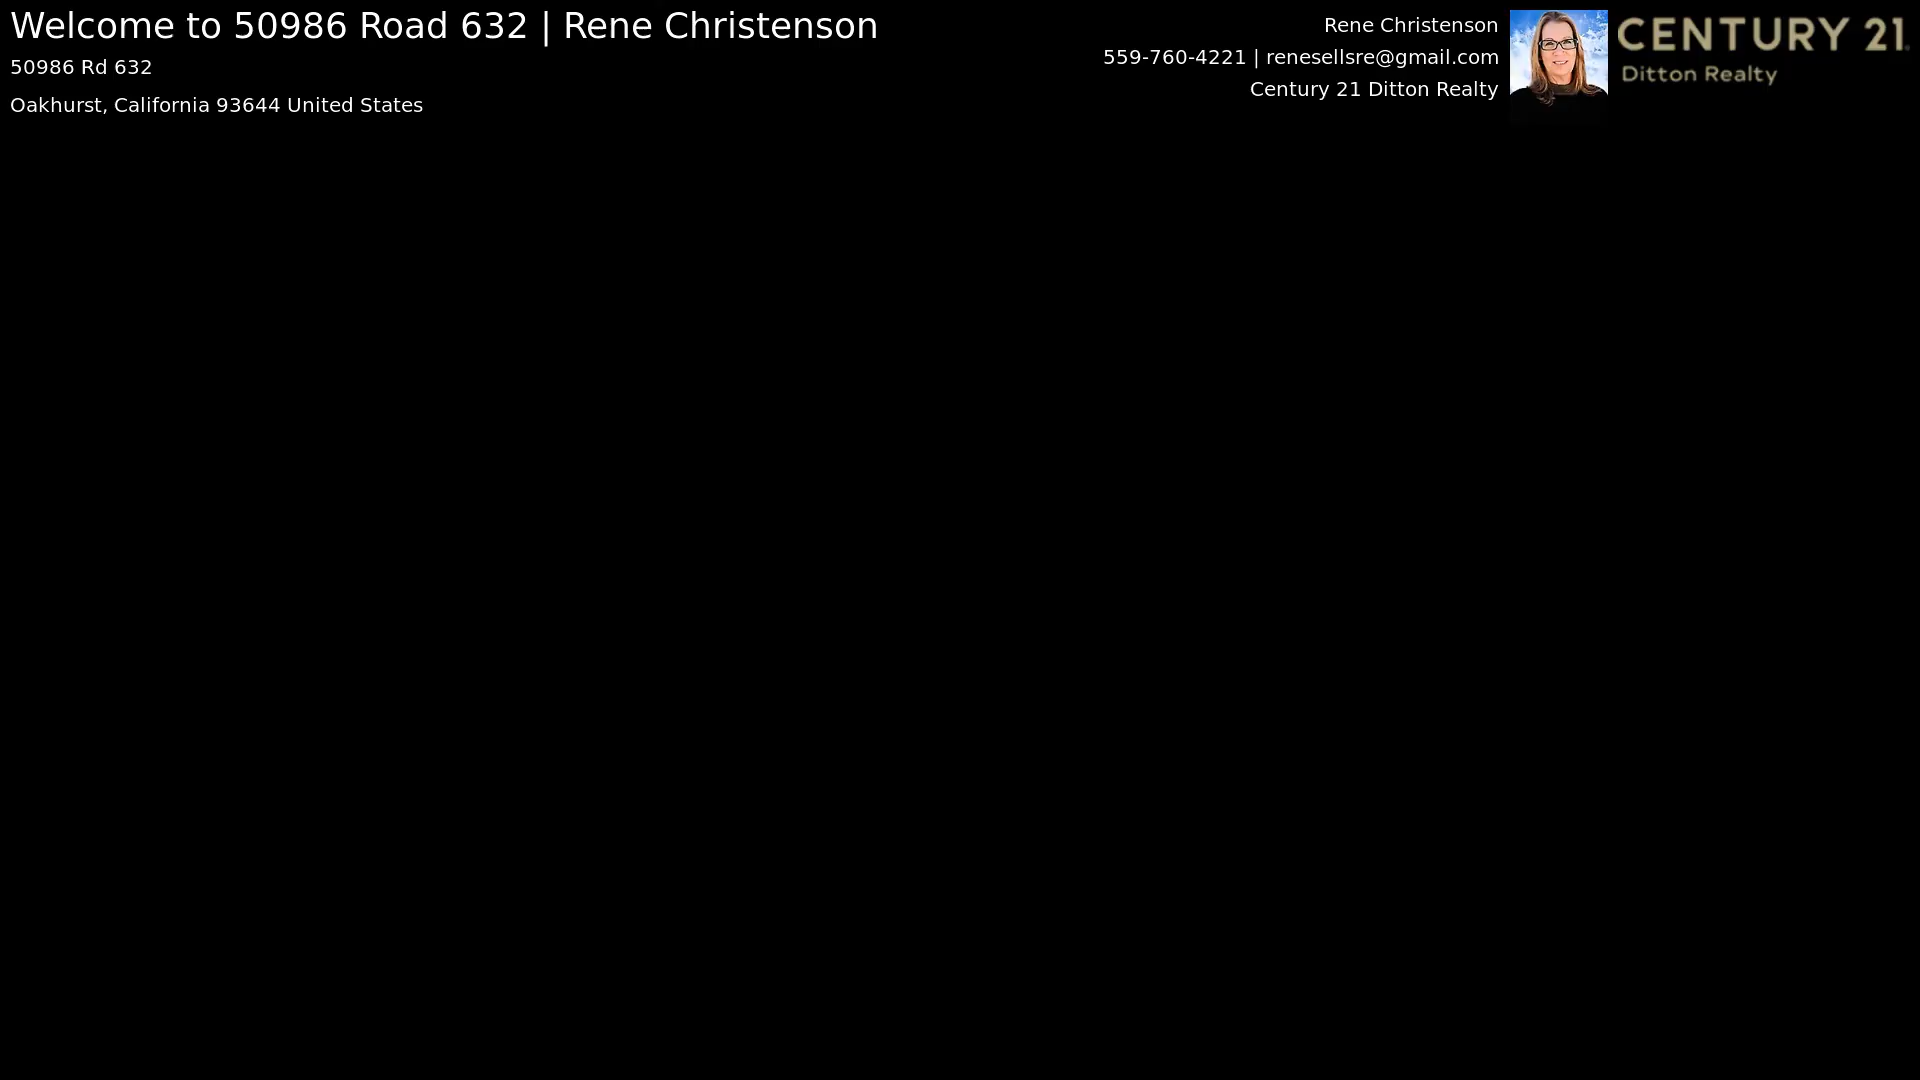 Welcome to 50986 Road 632 | Rene Christenson
50986 Rd 632
Oakhurst, California 93644 United States
Rene Christenson
559-760-4221 | renesellsre@gmail.com
Century 21 Ditton Realty
CENTURY 21.
Ditton Realty